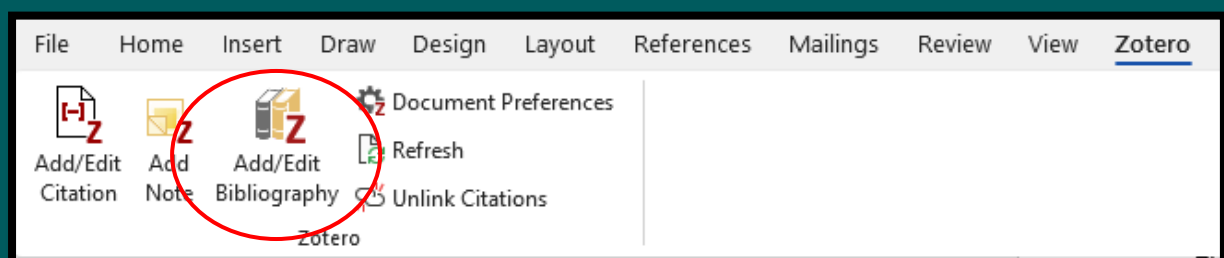 File Home Insert Draw Design Layout References Mailings Review View Zotero
Add/Edit Citation
Add Note
Add/Edit Bibliography
Document Preferences
Refresh
Unlink Citations
Zotero